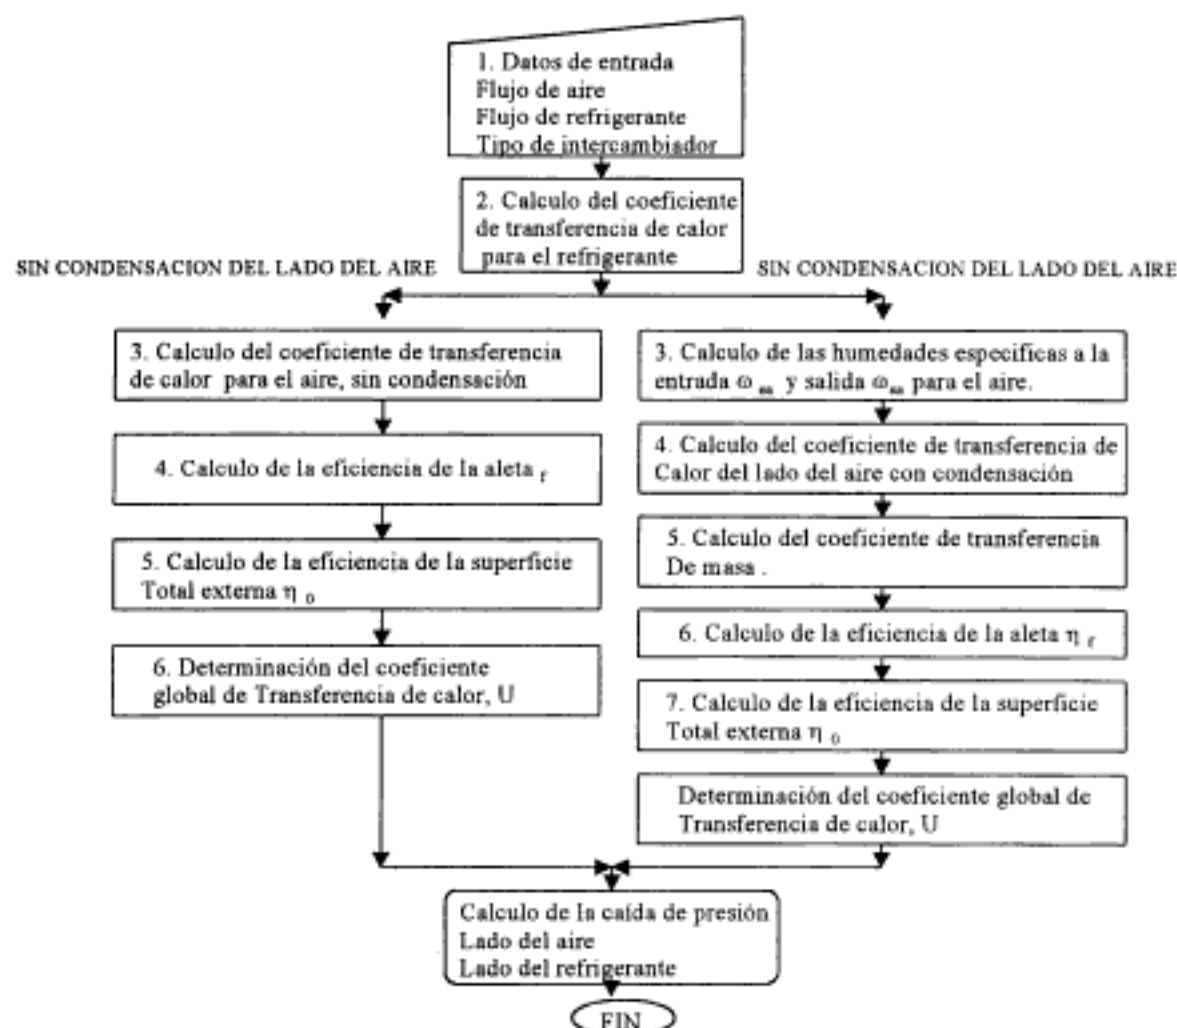 1. Datos de entrada
Flujo de aire
Flujo de refrigerante
Tipo de intercambiador
2. Calculo del coeficiente
de transferencia de calor
para el refrigerante
SIN CONDENSACION DEL LADO DEL AIRE
3. Calculo del coeficiente de transferencia
de calor para el aire, sin condensación
4. Calculo de la eficiencia de la aleta f
5. Calculo de la eficiencia de la superficie
Total externa η 0
6. Determinación del coeficiente
global de Transferencia de calor, U
SIN CONDENSACION DEL LADO DEL AIRE
3. Calculo de las humedades especificas a la
entrada ω y salida ω para el aire.
4. Calculo del coeficiente de transferencia de
Calor del lado del aire con condensación
5. Calculo del coeficiente de transferencia
De masa .
6. Calculo de la eficiencia de la aleta η f
7. Calculo de la eficiencia de la superficie
Total externa η 0
Determinación del coeficiente global de
Transferencia de calor, U
Calculo de la caída de presión
Lado del aire
Lado del refrigerante
FIN